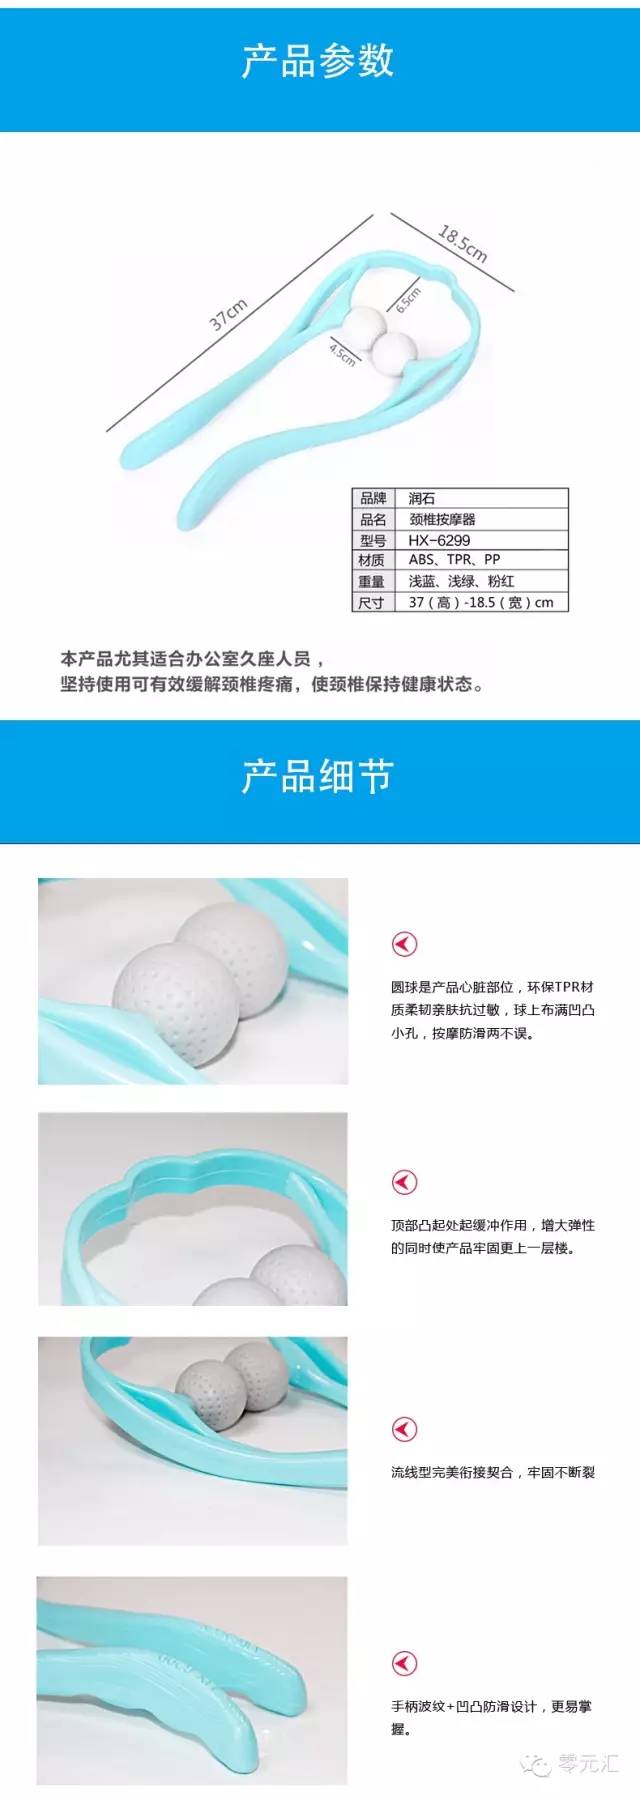 产品参数
18.5cm
37cm
6.5cm
4.5cm
品牌 润石
品名 颈椎按摩器
型号 HX-6299
材质 ABS、TPR、PP
重量 浅蓝、浅绿、粉红
尺寸 37（高）-18.5（宽）cm
本产品尤其适合办公室久座人员，
坚持使用可有效缓解颈椎疼痛，使颈椎保持健康状态。
产品细节
圆球是产品心脏部位，环保TPR材
质柔韧亲肤抗过敏，球上布满凹凸
小孔，按摩防滑两不误。
顶部凸起处起缓冲作用，增大弹性
的同时使产品牢固更上一层楼。
流线型完美衔接契合，牢固不断裂
手柄波纹+凹凸防滑设计，更易掌
握。
零元汇